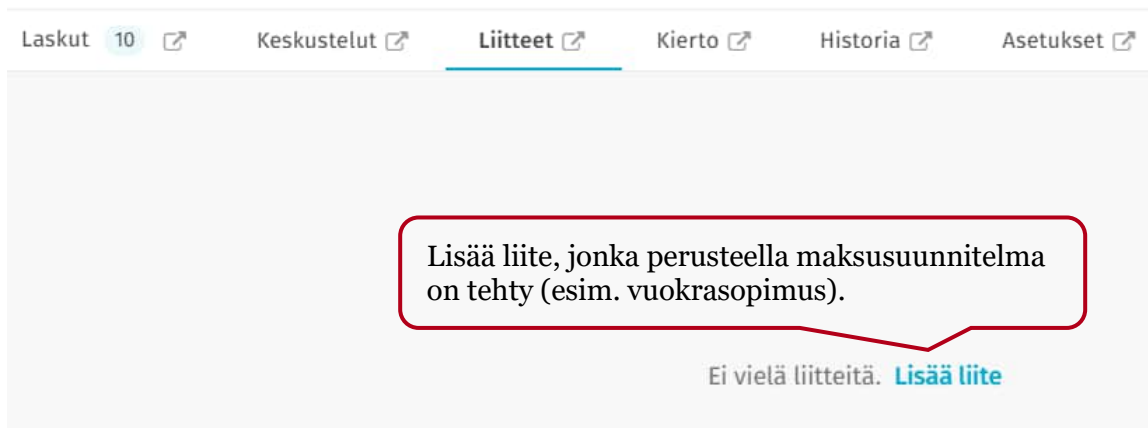 Laskut 10 Keskustelut Liitteet Kierto Historia Asetukset
Lisää liite, jonka perusteella maksusuunnitelma
on tehty (esim. vuokrasopimus).
Ei vielä liitteitä. Lisää liite